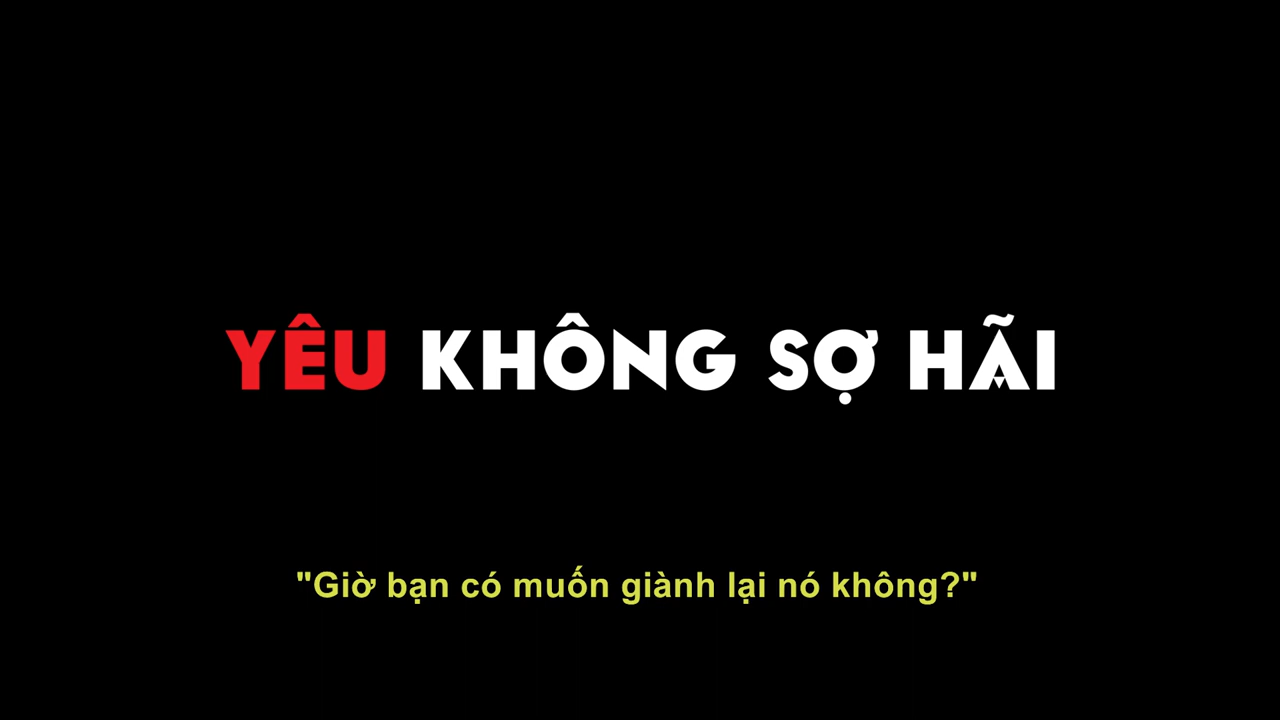 YÊU KHÔNG SỢ HÃI
"Giờ bạn có muốn giành lại nó không?"